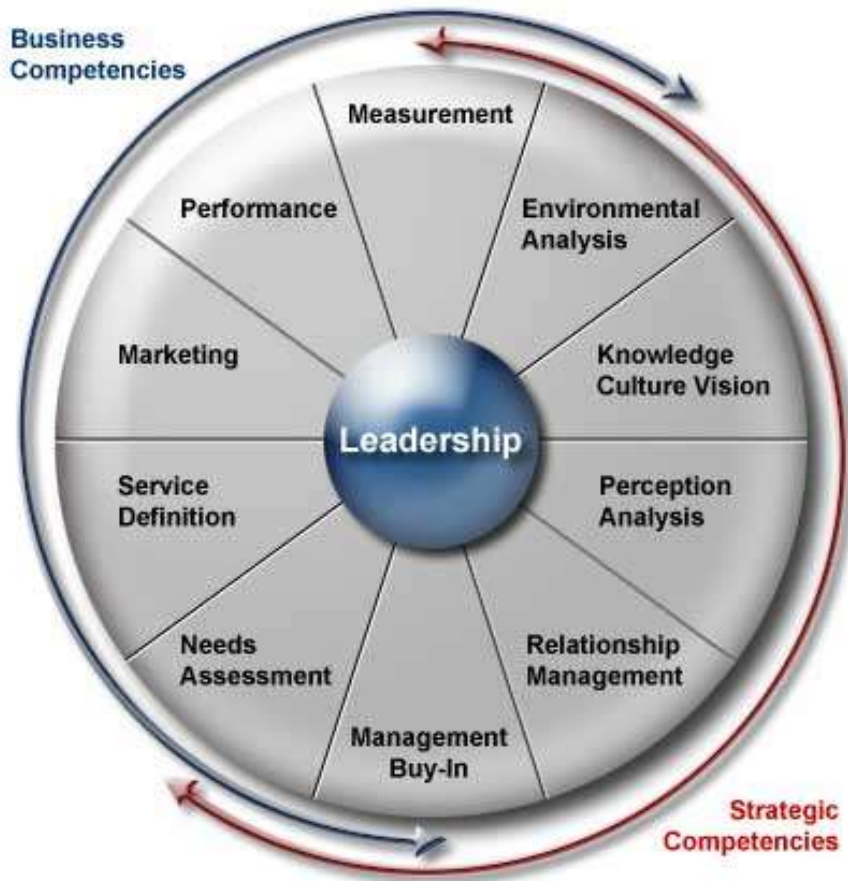 Business
Competencies
Measurement
Performance
Environmental
Analysis
Marketing
Knowledge
Culture Vision
Leadership
Service
Definition
Perception
Analysis
Needs
Assessment
Relationship
Management
Management
Buy-In
Strategic
Competencies